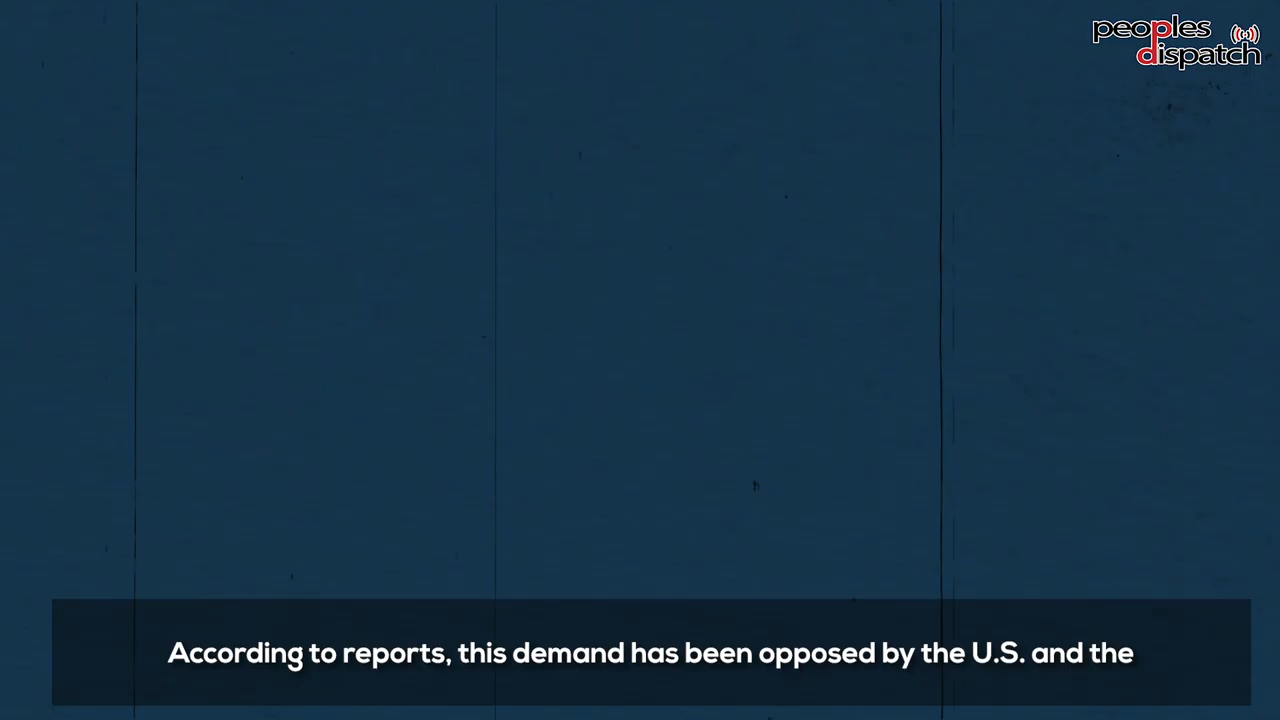 peoples
dispatch
According to reports, this demand has been opposed by the U.S. and the